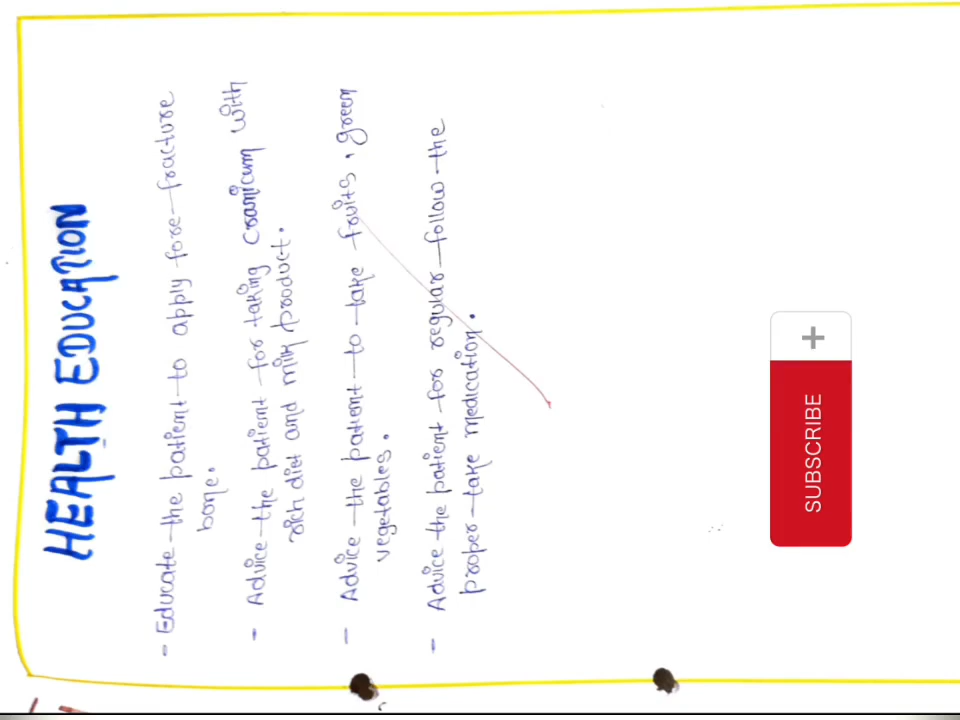 HEALTH EDUCATION
- Educate the patient to apply fore fracture
bone.
- Advice the patient for taking cranicum with
rich diet and milk product.
- Advice the patient to take fruits, green
vegetables.
- Advice the patient for regular follow the
proper take medication.
SUBSCRIBE